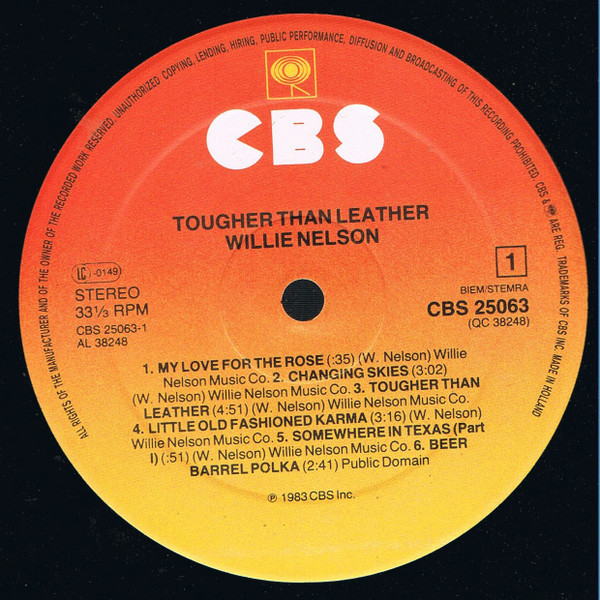 ALL RIGHTS OF THE MANUFACTURER AND OF THE OWNER OF THE RECORDED WORK RESERVED. UNAUTHORIZED COPYING, LENDING, HIRING, PUBLIC PERFORMANCE, DIFFUSION AND BROADCASTING OF THIS RECORDING PROHIBITED. CBS & ARE REG. TRADEMARKS OF CBS INC. MADE IN HOLLAND
CBS
TOUGHER THAN LEATHER
WILLIE NELSON
LC-0149
STEREO
33⅓ RPM
CBS 25063-1
AL 38248
1
BIEM/STEMRA
CBS 25063
(QC 38248)
1. MY LOVE FOR THE ROSE (:35) (W. Nelson) Willie
Nelson Music Co. 2. CHANGING SKIES (3:02)
(W. Nelson) Willie Nelson Music Co. 3. TOUGHER THAN
LEATHER (4:51) (W. Nelson) Willie Nelson Music Co.
4. LITTLE OLD FASHIONED KARMA (3:16) (W. Nelson)
Willie Nelson Music Co. 5. SOMEWHERE IN TEXAS (Part
I) (:51) (W. Nelson) Willie Nelson Music Co. 6. BEER
BARREL POLKA (2:41) Public Domain
℗ 1983 CBS Inc.